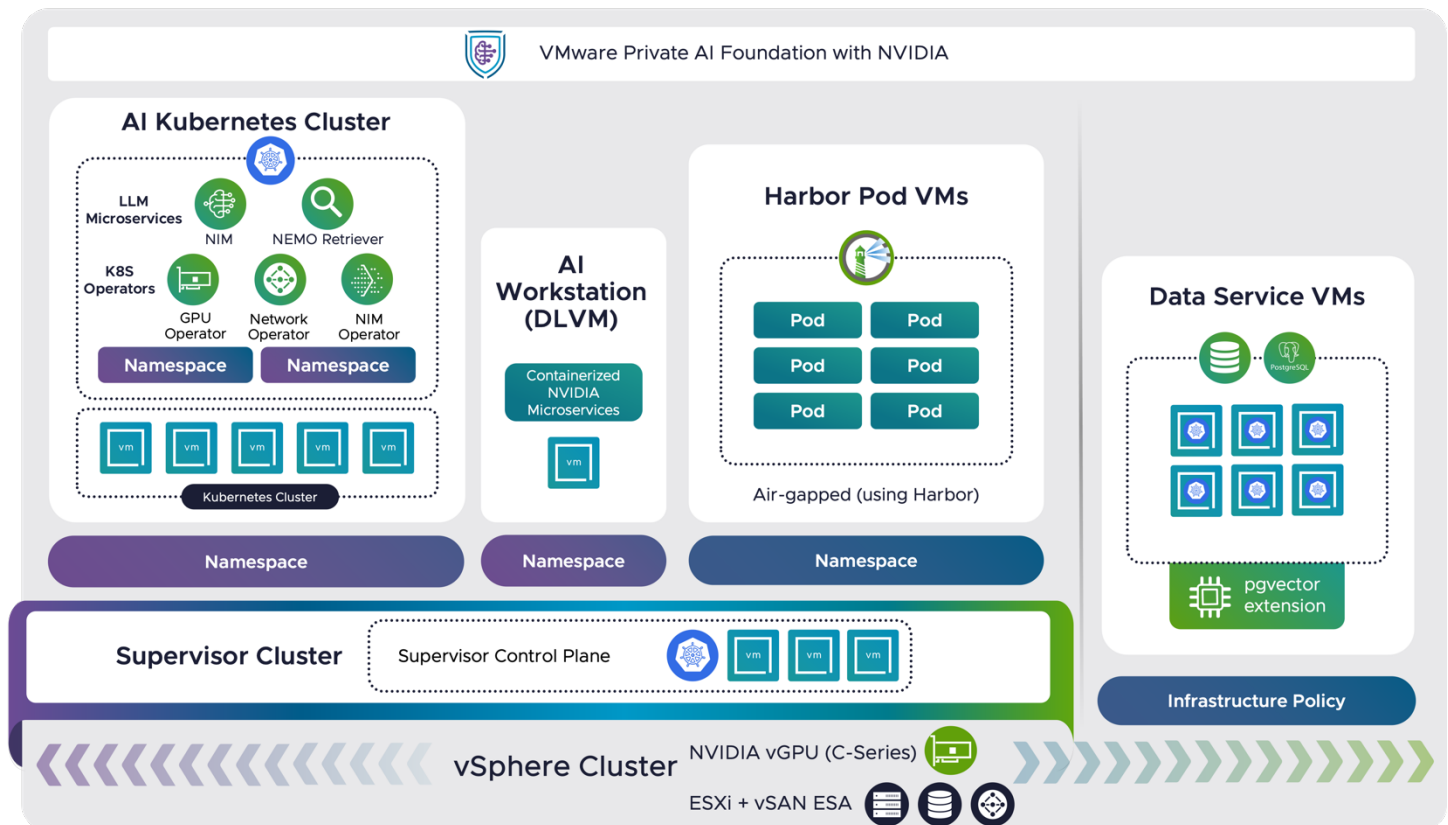 VMware Private AI Foundation with NVIDIA
AI Kubernetes Cluster
LLM
Microservices
NIM
NEMO Retriever
K8S
Operators
GPU
Operator
Network
Operator
NIM
Operator
Namespace
Namespace
vm
vm
vm
vm
vm
Kubernetes Cluster
Namespace
AI
Workstation
(DLVM)
Containerized
NVIDIA
Microservices
vm
Namespace
Harbor Pod VMs
Pod
Pod
Pod
Pod
Pod
Pod
Air-gapped (using Harbor)
Namespace
Data Service VMs
PostgreSQL
pgvector
extension
Infrastructure Policy
Supervisor Cluster
Supervisor Control Plane
vm
vm
vm
vSphere Cluster
NVIDIA vGPU (C-Series)
ESXi + vSAN ESA